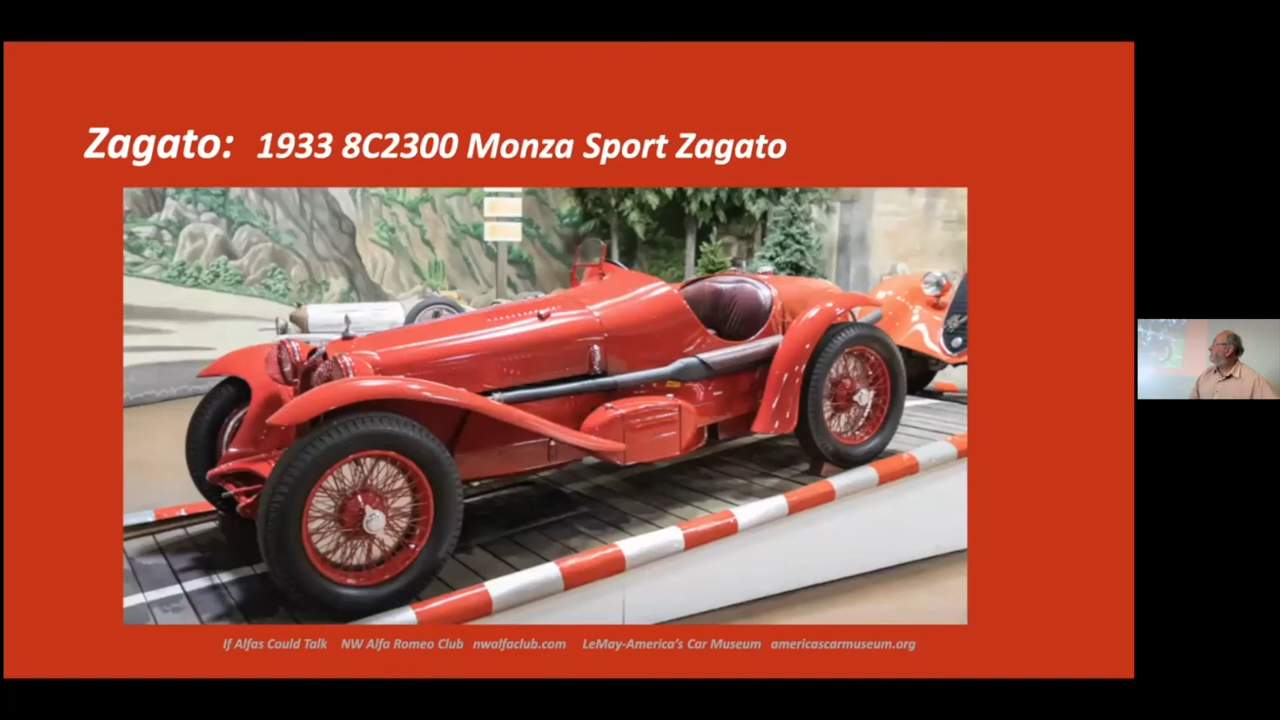 Zagato: 1933 8C2300 Monza Sport Zagato
If Alfas Could Talk NW Alfa Romeo Club nwalfaclub.com LeMay-America's Car Museum americascarmuseum.org